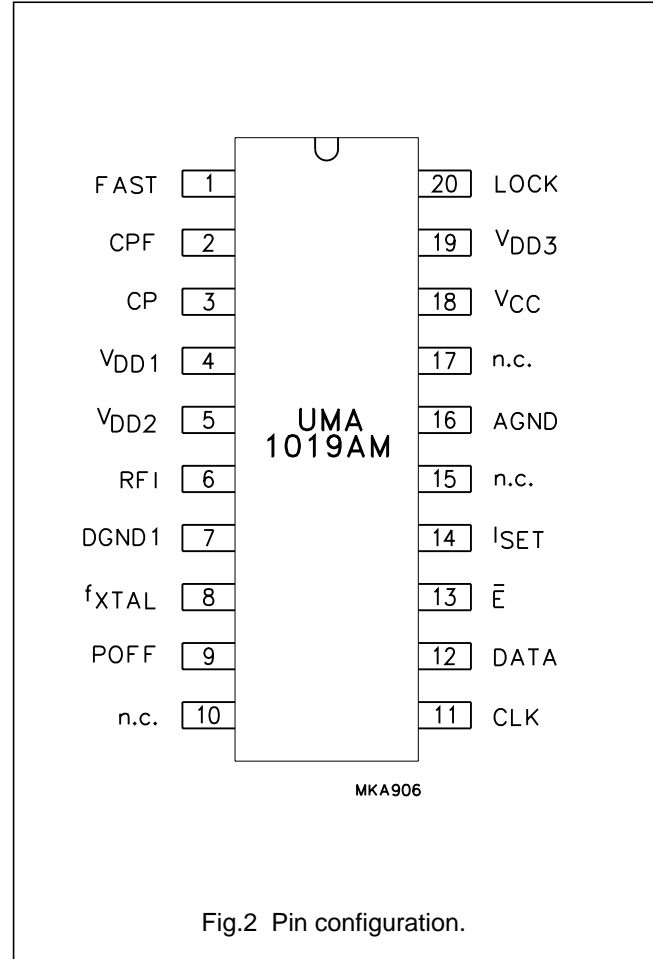 FAST 1 20 LOCK
CPF 2 19 VDD3
CP 3 18 VCC
VDD1 4 17 n.c.
VDD2 5 16 AGND
UMA
1019AM
RFI 6 15 n.c.
DGND1 7 14 ISET
fXTAL 8 13 E̅
POFF 9 12 DATA
n.c. 10 11 CLK
MKA906
Fig.2 Pin configuration.